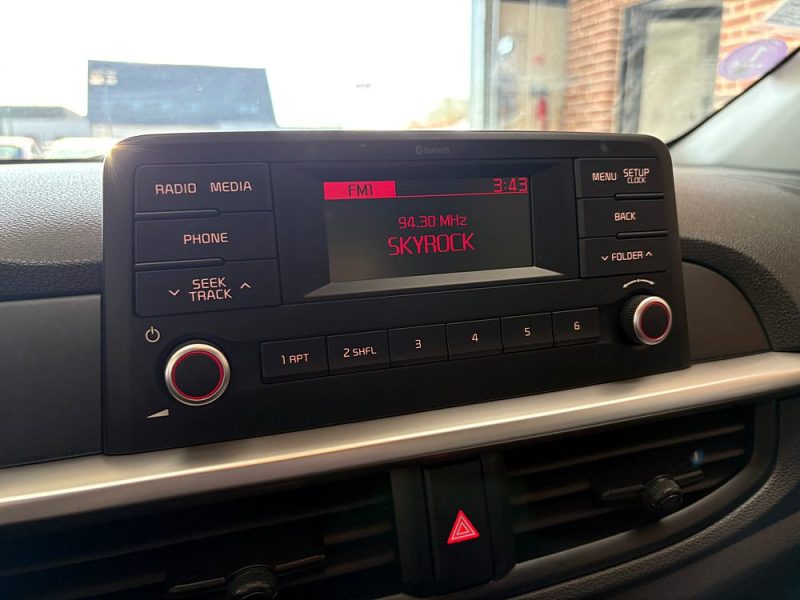 Bluetooth
RADIO MEDIA
FM1 3:43
MENU SETUP
CLOCK
PHONE
94.30 MHz
BACK
SKYROCK
SEEK
TRACK
FOLDER
1 RPT 2 SHFL 3 4 5 6